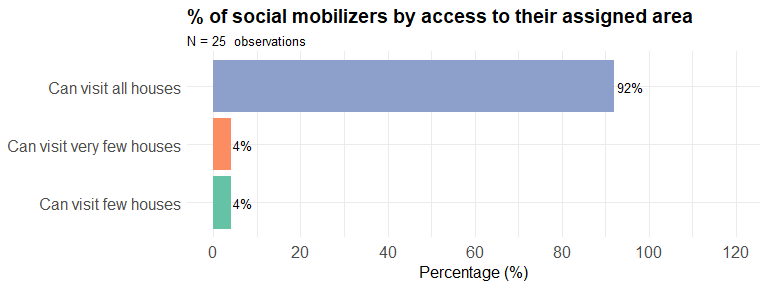 % of social mobilizers by access to their assigned area
N = 25 observations
Can visit all houses
92%
Can visit very few houses
4%
Can visit few houses
4%
0 20 40 60 80 100 120
Percentage (%)